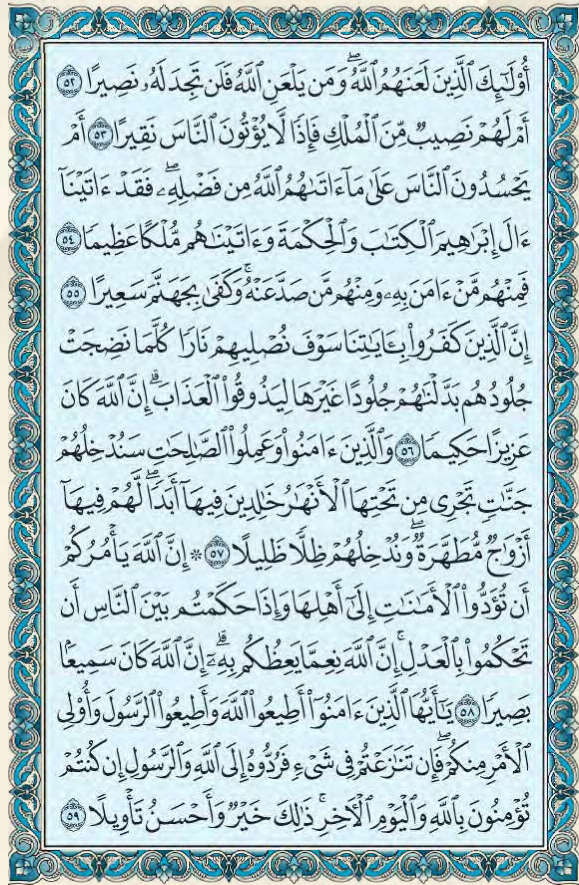 أُوْلَٰٓئِكَ ٱلَّذِينَ لَعَنَهُمُ ٱللَّهُۖ وَمَن يَلْعَنِ ٱللَّهُ فَلَن تَجِدَ لَهُۥ نَصِيرًا ٥٢
أَمْ لَهُمْ نَصِيبٌ مِّنَ ٱلْمُلْكِ فَإِذًا لَّا يُؤْتُونَ ٱلنَّاسَ نَقِيرًا ٥٣ أَمْ
يَحْسُدُونَ ٱلنَّاسَ عَلَىٰ مَآ ءَاتَىٰهُمُ ٱللَّهُ مِن فَضْلِهِۦۖ فَقَدْ ءَاتَيْنَآ
ءَالَ إِبْرَٰهِيمَ ٱلْكِتَٰبَ وَٱلْحِكْمَةَ وَءَاتَيْنَٰهُم مُّلْكًا عَظِيمًا ٥٤
فَمِنْهُم مَّنْ ءَامَنَ بِهِۦ وَمِنْهُم مَّن صَدَّ عَنْهُۚ وَكَفَىٰ بِجَهَنَّمَ سَعِيرًا ٥٥
إِنَّ ٱلَّذِينَ كَفَرُواْ بِـَٔايَٰتِنَا سَوْفَ نُصْلِيهِمْ نَارًا كُلَّمَا نَضِجَتْ
جُلُودُهُم بَدَّلْنَٰهُمْ جُلُودًا غَيْرَهَا لِيَذُوقُواْ ٱلْعَذَابَۗ إِنَّ ٱللَّهَ كَانَ
عَزِيزًا حَكِيمًا ٥٦ وَٱلَّذِينَ ءَامَنُواْ وَعَمِلُواْ ٱلصَّٰلِحَٰتِ سَنُدْخِلُهُمْ
جَنَّٰتٍ تَجْرِى مِن تَحْتِهَا ٱلْأَنْهَٰرُ خَٰلِدِينَ فِيهَآ أَبَدًاۖ لَّهُمْ فِيهَآ
أَزْوَٰجٌ مُّطَهَّرَةٌۖ وَنُدْخِلُهُمْ ظِلًّا ظَلِيلًا ٥٧ ۞ إِنَّ ٱللَّهَ يَأْمُرُكُمْ
أَن تُؤَدُّواْ ٱلْأَمَٰنَٰتِ إِلَىٰٓ أَهْلِهَا وَإِذَا حَكَمْتُم بَيْنَ ٱلنَّاسِ أَن
تَحْكُمُواْ بِٱلْعَدْلِۚ إِنَّ ٱللَّهَ نِعِمَّا يَعِظُكُم بِهِۦٓۗ إِنَّ ٱللَّهَ كَانَ سَمِيعًۢا
بَصِيرًا ٥٨ يَٰٓأَيُّهَا ٱلَّذِينَ ءَامَنُوٓاْ أَطِيعُواْ ٱللَّهَ وَأَطِيعُواْ ٱلرَّسُولَ وَأُوْلِى
ٱلْأَمْرِ مِنكُمْۖ فَإِن تَنَٰزَعْتُمْ فِى شَىْءٍ فَرُدُّوهُ إِلَى ٱللَّهِ وَٱلرَّسُولِ إِن كُنتُمْ
تُؤْمِنُونَ بِٱللَّهِ وَٱلْيَوْمِ ٱلْأٓخِرِۚ ذَٰلِكَ خَيْرٌ وَأَحْسَنُ تَأْوِيلًا ٥٩